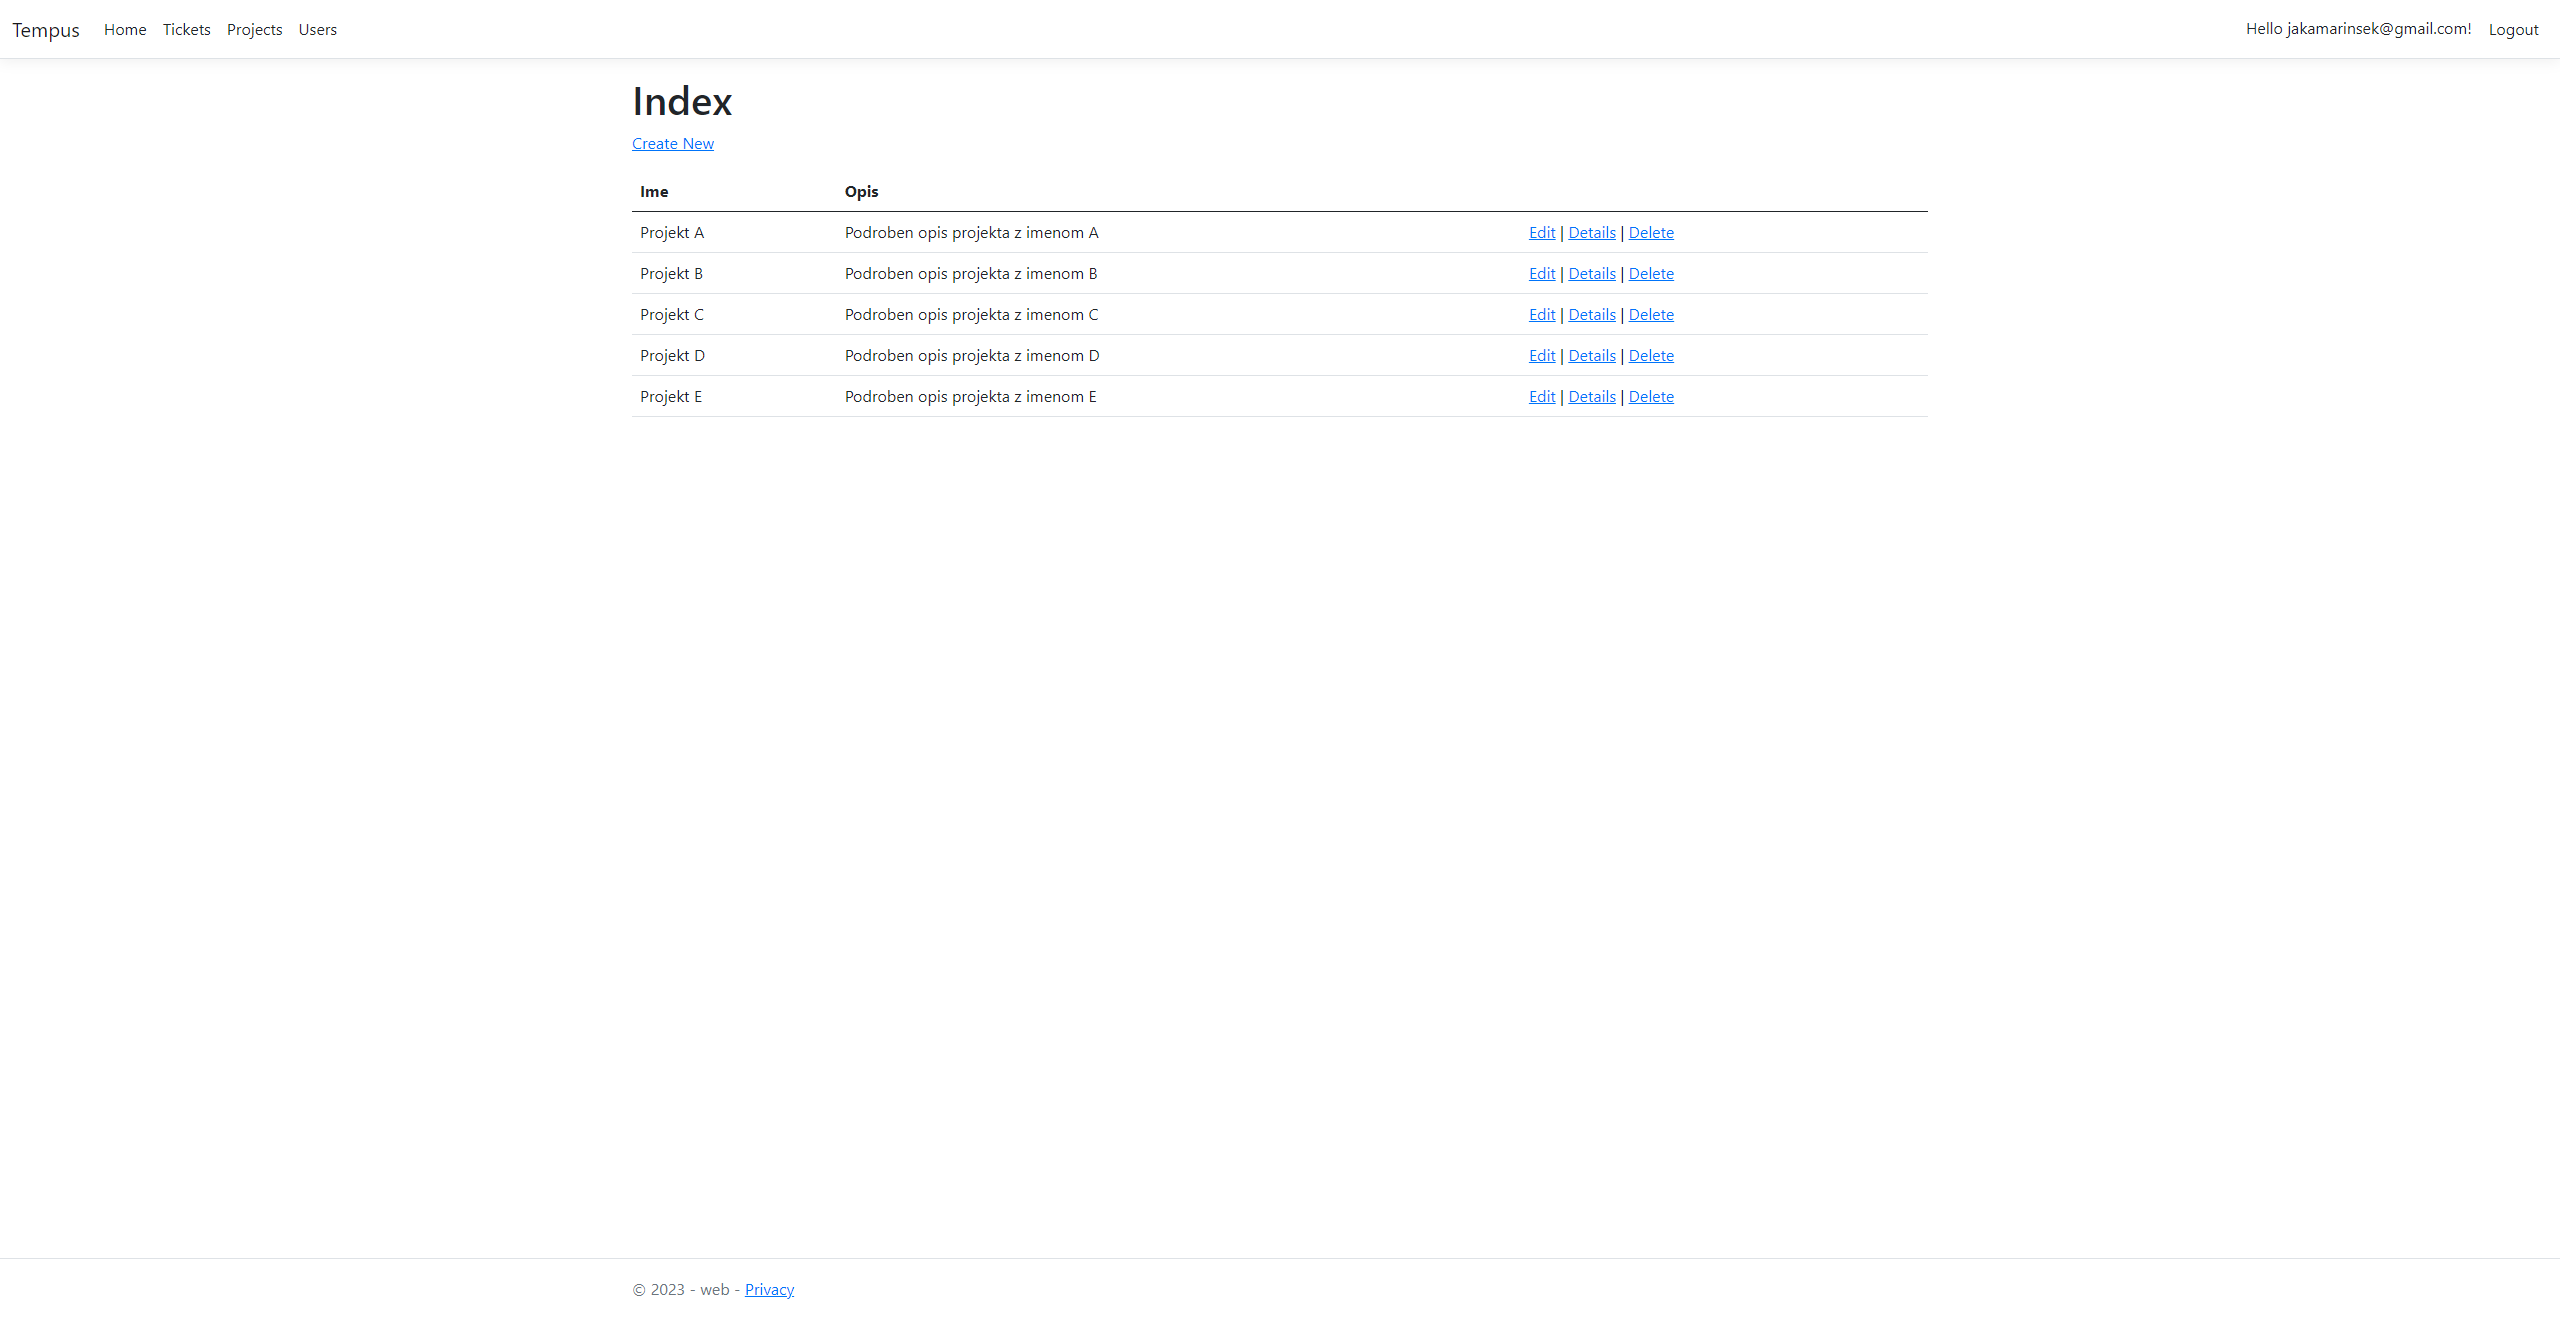 Tempus Home Tickets Projects Users Hello jakamarinsek@gmail.com! Logout
Index
Create New
Ime Opis
Projekt A Podroben opis projekta z imenom A Edit | Details | Delete
Projekt B Podroben opis projekta z imenom B Edit | Details | Delete
Projekt C Podroben opis projekta z imenom C Edit | Details | Delete
Projekt D Podroben opis projekta z imenom D Edit | Details | Delete
Projekt E Podroben opis projekta z imenom E Edit | Details | Delete
© 2023 - web - Privacy